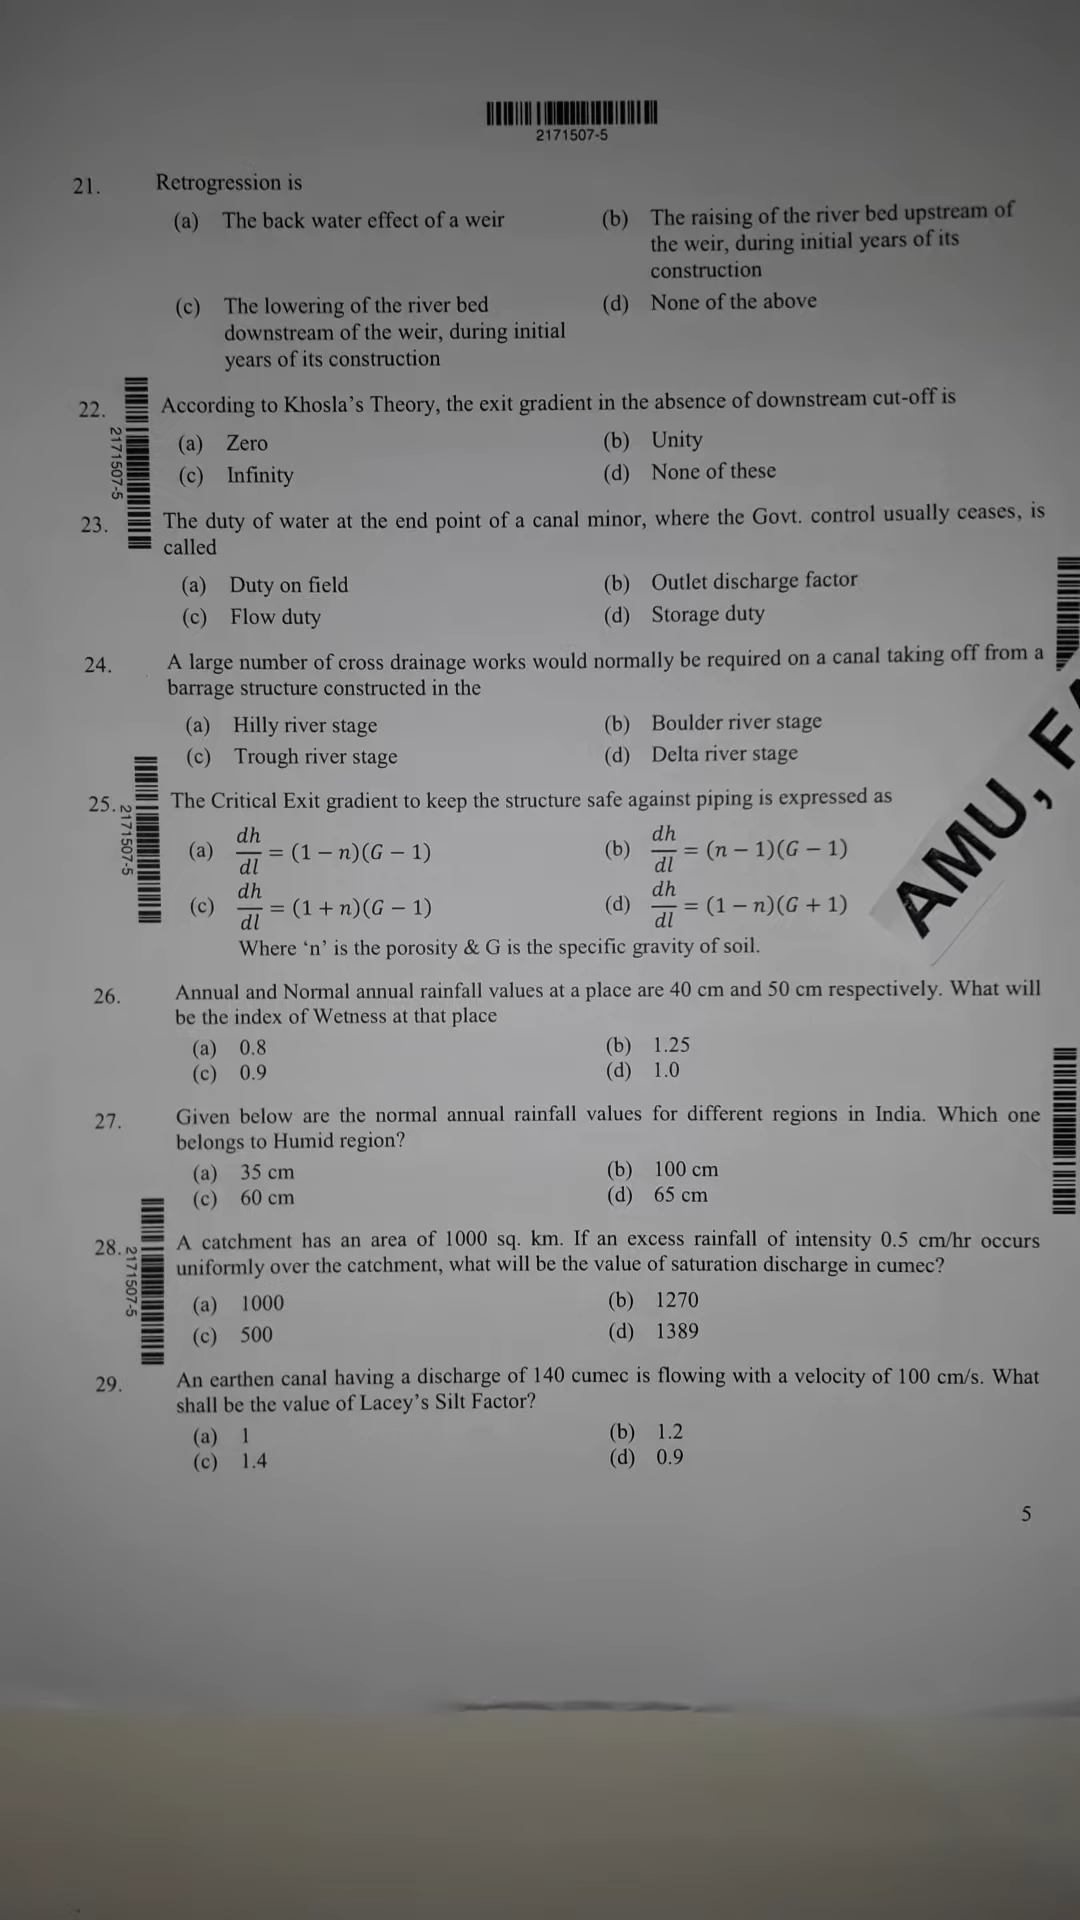 2171507-5
21. Retrogression is
(a) The back water effect of a weir
(b) The raising of the river bed upstream of
the weir, during initial years of its
construction
(c) The lowering of the river bed
downstream of the weir, during initial
years of its construction
(d) None of the above
22. According to Khosla's Theory, the exit gradient in the absence of downstream cut-off is
(a) Zero (b) Unity
(c) Infinity (d) None of these
2171507-5
23. The duty of water at the end point of a canal minor, where the Govt. control usually ceases, is
called
(a) Duty on field (b) Outlet discharge factor
(c) Flow duty (d) Storage duty
24. A large number of cross drainage works would normally be required on a canal taking off from a
barrage structure constructed in the
(a) Hilly river stage (b) Boulder river stage
(c) Trough river stage (d) Delta river stage
25. The Critical Exit gradient to keep the structure safe against piping is expressed as
2171507-5
(a) dh/dl = (1 − n)(G − 1) (b) dh/dl = (n − 1)(G − 1)
(c) dh/dl = (1 + n)(G − 1) (d) dh/dl = (1 − n)(G + 1)
Where 'n' is the porosity & G is the specific gravity of soil.
AMU, FA
26. Annual and Normal annual rainfall values at a place are 40 cm and 50 cm respectively. What will
be the index of Wetness at that place
(a) 0.8 (b) 1.25
(c) 0.9 (d) 1.0
27. Given below are the normal annual rainfall values for different regions in India. Which one
belongs to Humid region?
(a) 35 cm (b) 100 cm
(c) 60 cm (d) 65 cm
28. A catchment has an area of 1000 sq. km. If an excess rainfall of intensity 0.5 cm/hr occurs
uniformly over the catchment, what will be the value of saturation discharge in cumec?
2171507-5
(a) 1000 (b) 1270
(c) 500 (d) 1389
29. An earthen canal having a discharge of 140 cumec is flowing with a velocity of 100 cm/s. What
shall be the value of Lacey's Silt Factor?
(a) 1 (b) 1.2
(c) 1.4 (d) 0.9
5